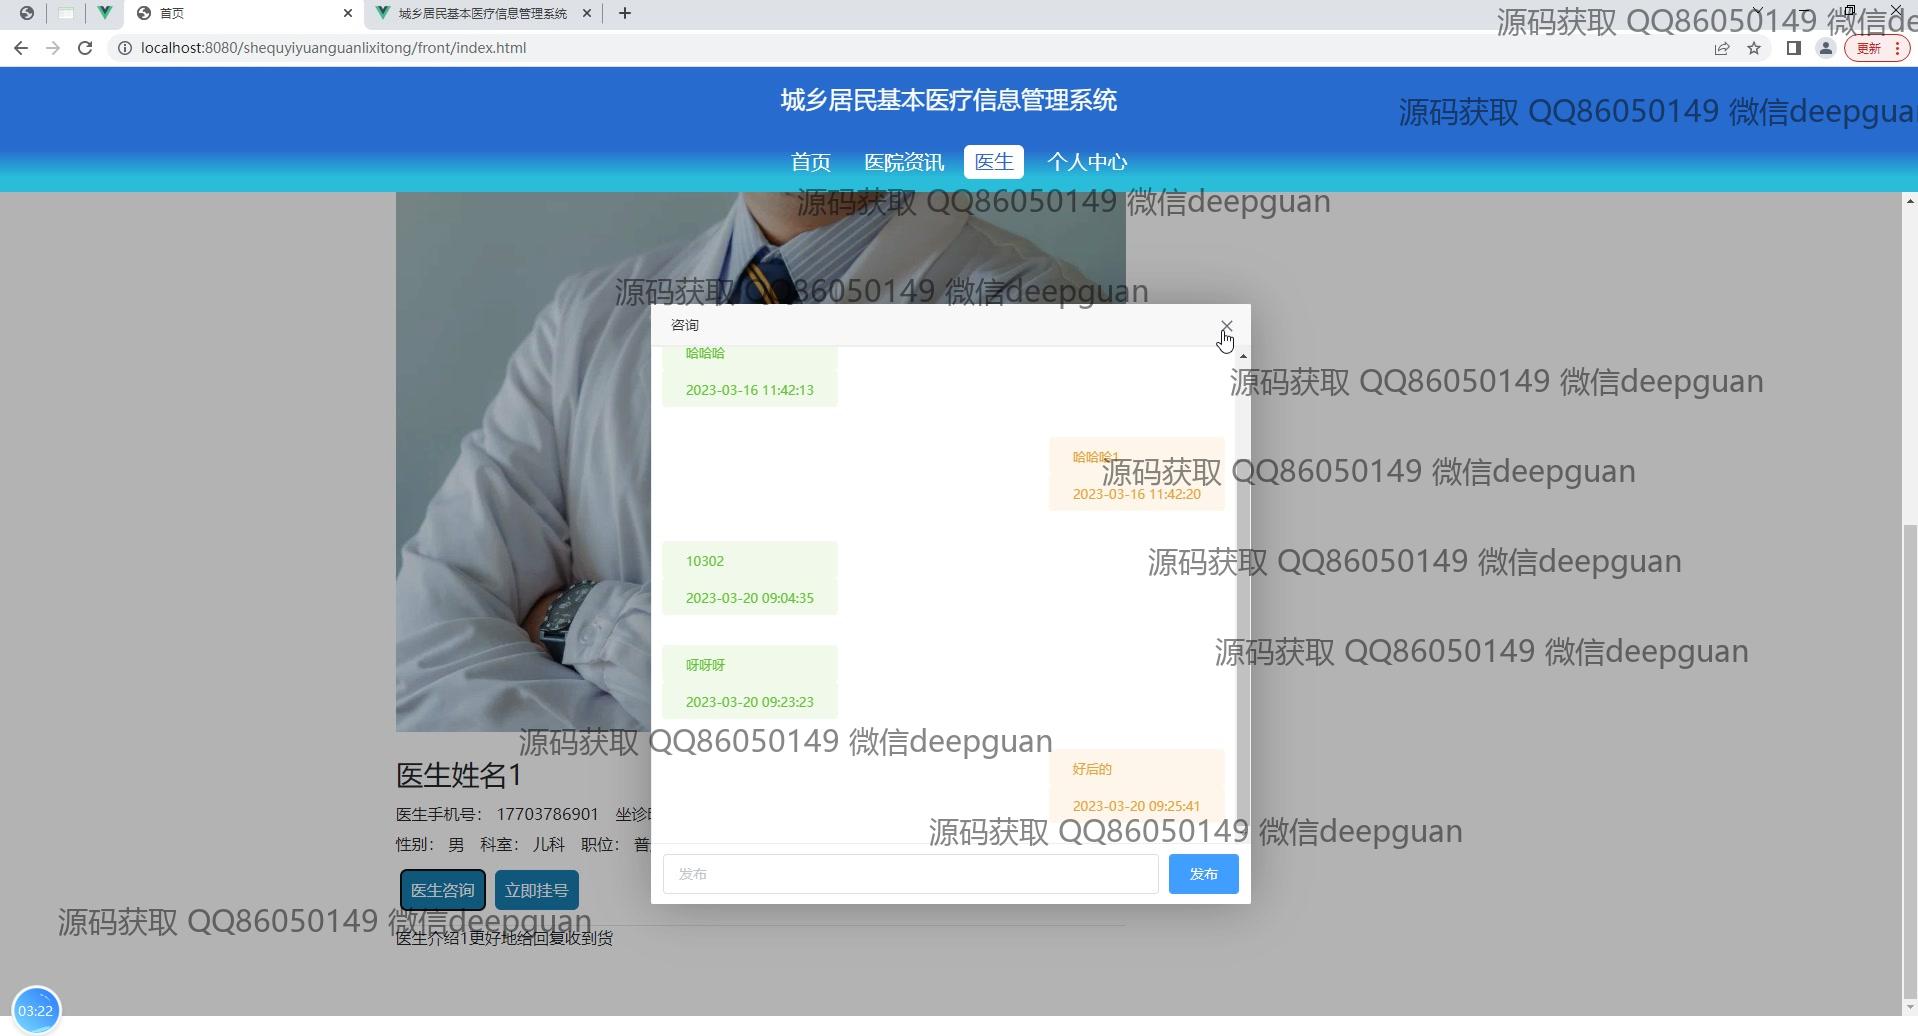 首页
城乡居民基本医疗信息管理系统
localhost:8080/shequyiyuanguanlixitong/front/index.html
更新
源码获取 QQ86050149 微信de
城乡居民基本医疗信息管理系统
源码获取 QQ86050149 微信deepgua
首页 医院资讯 医生 个人中心
源码获取 QQ86050149 微信deepguan
源码获取 QQ86050149 微信deepguan
咨询
哈哈哈
2023-03-16 11:42:13
源码获取 QQ86050149 微信deepguan
哈哈哈1
源码获取 QQ86050149 微信deepguan
2023-03-16 11:42:20
10302
源码获取 QQ86050149 微信deepguan
2023-03-20 09:04:35
呀呀呀
源码获取 QQ86050149 微信deepguan
2023-03-20 09:23:23
源码获取 QQ86050149 微信deepguan
好后的
2023-03-20 09:25:41
源码获取 QQ86050149 微信deepguan
发布
发布
医生姓名1
医生手机号： 17703786901 坐诊
性别： 男 科室： 儿科 职位： 普
医生咨询 立即挂号
源码获取 QQ86050149 微信deepguan
医生介绍1更好地给回复收到货
03:22